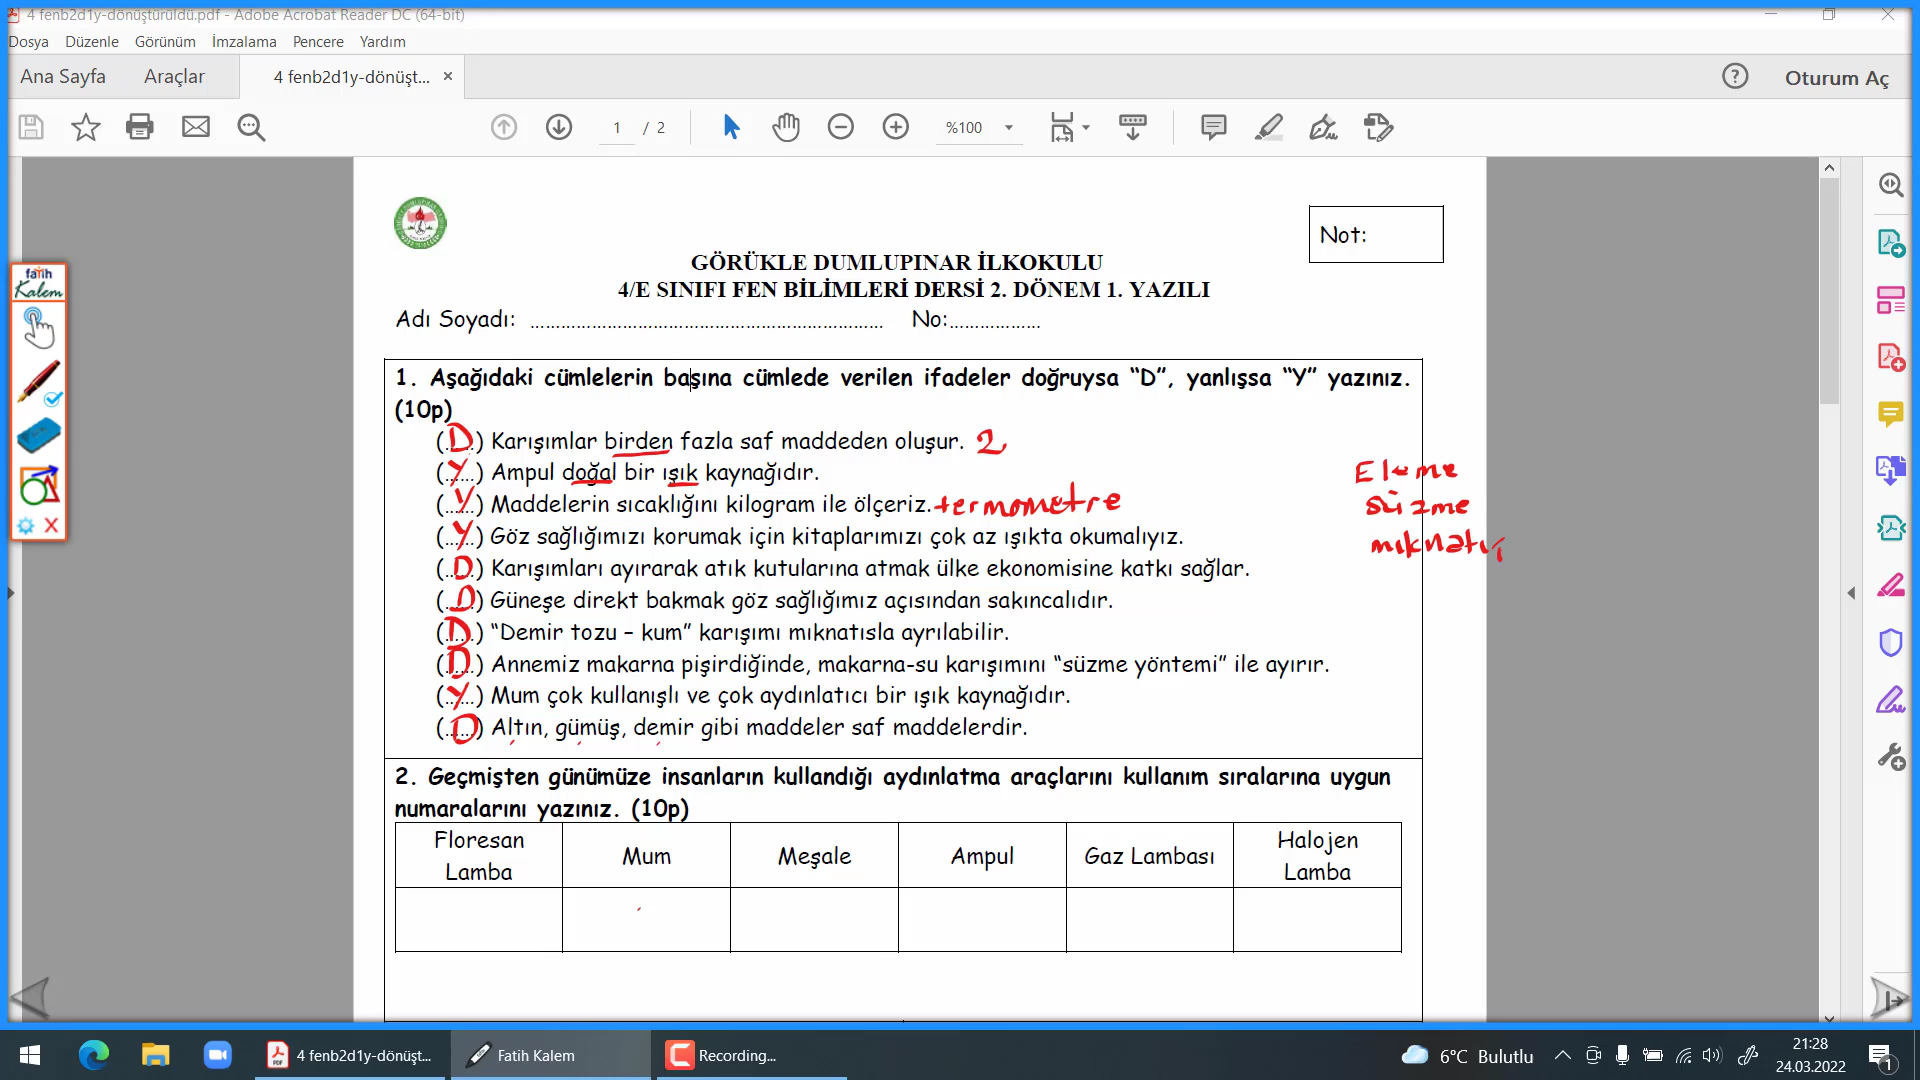 4 fenb2d1y-dönüştürüldü.pdf - Adobe Acrobat Reader DC (64-bit)
Dosya Düzenle Görünüm İmzalama Pencere Yardım
Ana Sayfa Araçlar 4 fenb2d1y-dönüşt... × Oturum Aç
1 / 2 %100
Not:
GÖRÜKLE DUMLUPINAR İLKOKULU
4/E SINIFI FEN BİLİMLERİ DERSİ 2. DÖNEM 1. YAZILI
Adı Soyadı: ..................................................................... No:..................
fatih
Kalem
1. Aşağıdaki cümlelerin başına cümlede verilen ifadeler doğruysa “D”, yanlışsa “Y” yazınız.
(10p)
(..D...) Karışımlar birden fazla saf maddeden oluşur. 2
(..Y...) Ampul doğal bir ışık kaynağıdır.
(..Y...) Maddelerin sıcaklığını kilogram ile ölçeriz. termometre
(..Y...) Göz sağlığımızı korumak için kitaplarımızı çok az ışıkta okumalıyız.
(..D...) Karışımları ayırarak atık kutularına atmak ülke ekonomisine katkı sağlar.
(..D...) Güneşe direkt bakmak göz sağlığımız açısından sakıncalıdır.
(..D...) “Demir tozu – kum” karışımı mıknatısla ayrılabilir.
(..D...) Annemiz makarna pişirdiğinde, makarna-su karışımını “süzme yöntemi” ile ayırır.
(..Y...) Mum çok kullanışlı ve çok aydınlatıcı bir ışık kaynağıdır.
(..D...) Altın, gümüş, demir gibi maddeler saf maddelerdir.
Eleme
süzme
mıknatıs
2. Geçmişten günümüze insanların kullandığı aydınlatma araçlarını kullanım sıralarına uygun
numaralarını yazınız. (10p)
Floresan Lamba Mum Meşale Ampul Gaz Lambası Halojen Lamba
4 fenb2d1y-dönüşt... Fatih Kalem Recording... 6°C Bulutlu 21:28
24.03.2022 1